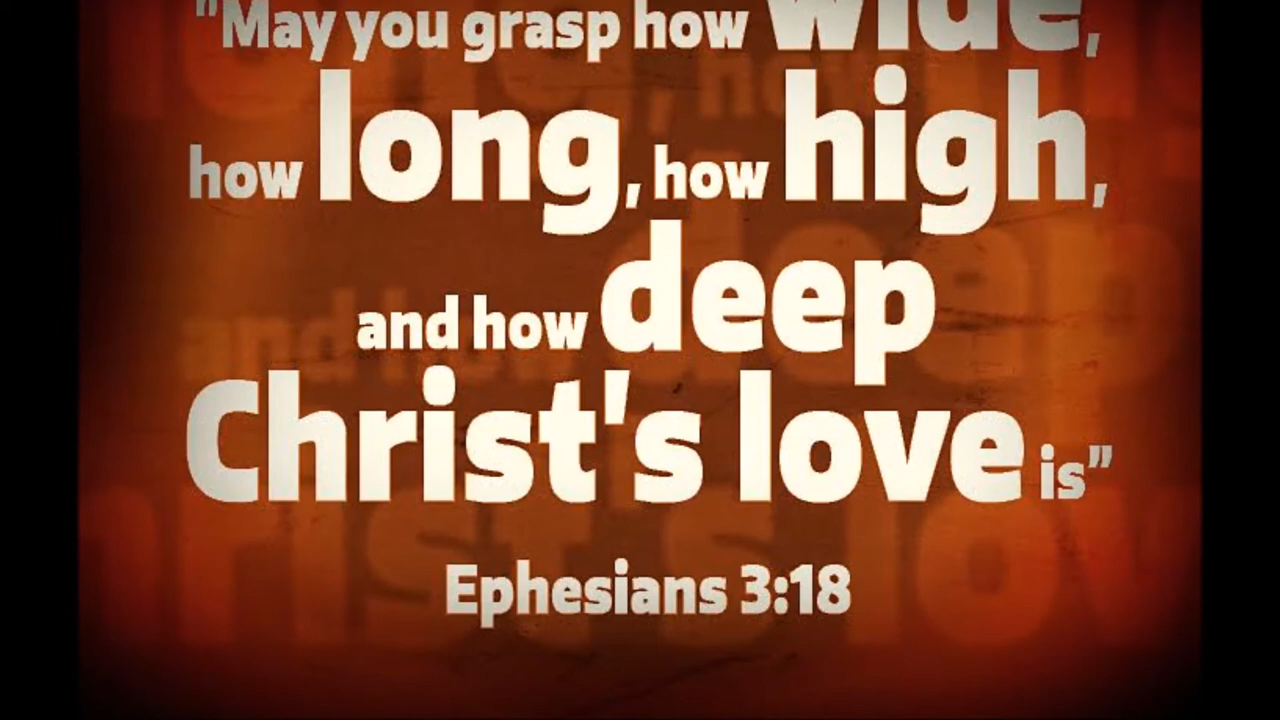 "May you grasp how wide,
how long, how high,
and how deep
Christ's love is”
Ephesians 3:18